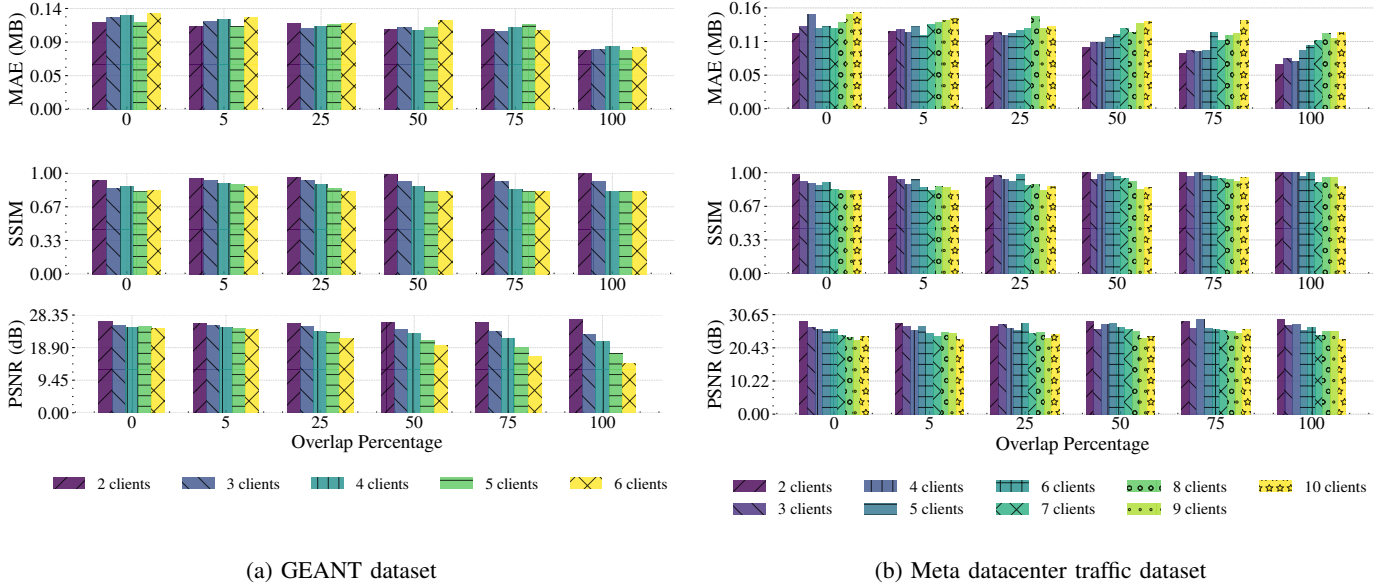 MAE (MB)
0.14
0.09
0.05
0.00
0 5 25 50 75 100
SSIM
1.00
0.67
0.33
0.00
0 5 25 50 75 100
PSNR (dB)
28.35
18.90
9.45
0.00
0 5 25 50 75 100
Overlap Percentage
2 clients 3 clients 4 clients 5 clients 6 clients
(a) GEANT dataset
MAE (MB)
0.16
0.11
0.05
0.00
0 5 25 50 75 100
SSIM
1.00
0.67
0.33
0.00
0 5 25 50 75 100
PSNR (dB)
30.65
20.43
10.22
0.00
0 5 25 50 75 100
Overlap Percentage
2 clients 4 clients 6 clients 8 clients 10 clients
3 clients 5 clients 7 clients 9 clients
(b) Meta datacenter traffic dataset